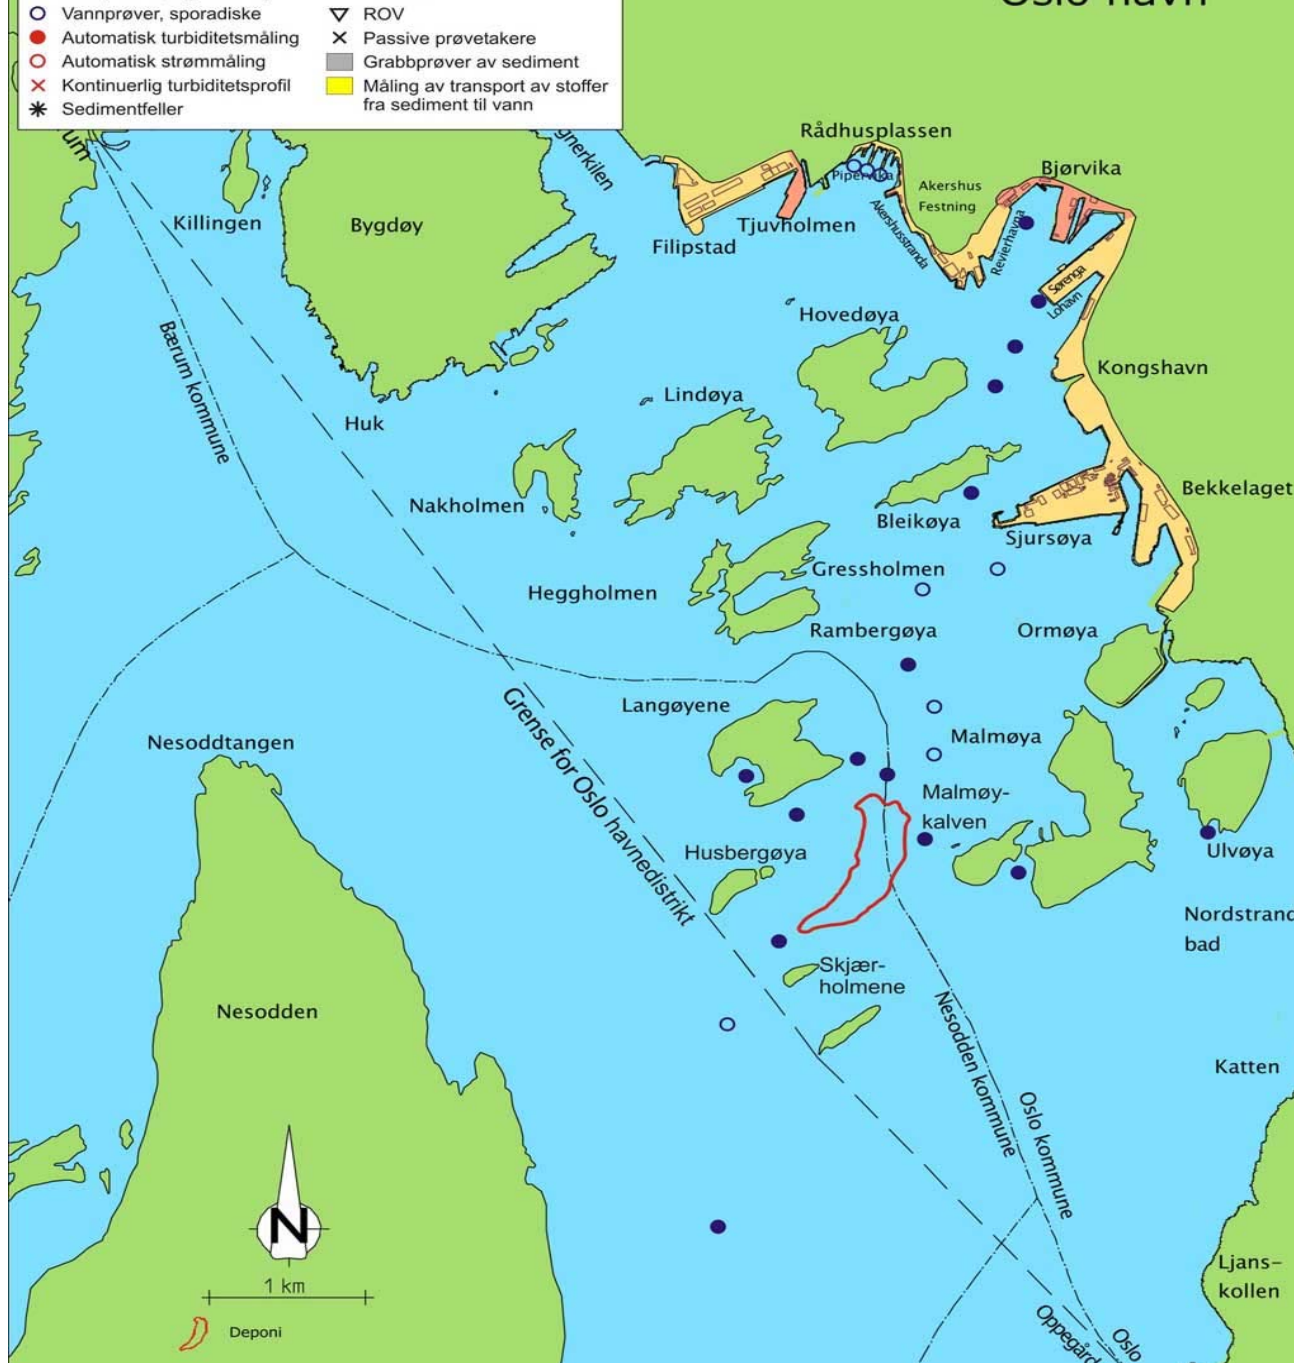 Oslo havn
Vannprøver, sporadiske
Automatisk turbiditetsmåling
Automatisk strømmåling
Kontinuerlig turbiditetsprofil
Sedimentfeller
ROV
Passive prøvetakere
Grabbprøver av sediment
Måling av transport av stoffer
fra sediment til vann
Rådhusplassen
Pipervika
Bjørvika
Akershus
Festning
Killingen
Bygdøy
Tjuvholmen
Filipstad
Akershusstranda
Revierhavna
Sørenga
Lohavn
Hovedøya
Bærum kommune
Kongshavn
Lindøya
Huk
Nakholmen
Bekkelaget
Bleikøya
Sjursøya
Gressholmen
Heggholmen
Rambergøya
Ormøya
Langøyene
Grense for Oslo havnedistrikt
Nesoddtangen
Malmøya
Malmøy-
kalven
Husbergøya
Ulvøya
Nordstrand
bad
Skjær-
holmene
Nesodden
Nesodden kommune
Oslo kommune
Katten
N
1 km
Ljans-
kollen
Deponi
Oppegård
Oslo